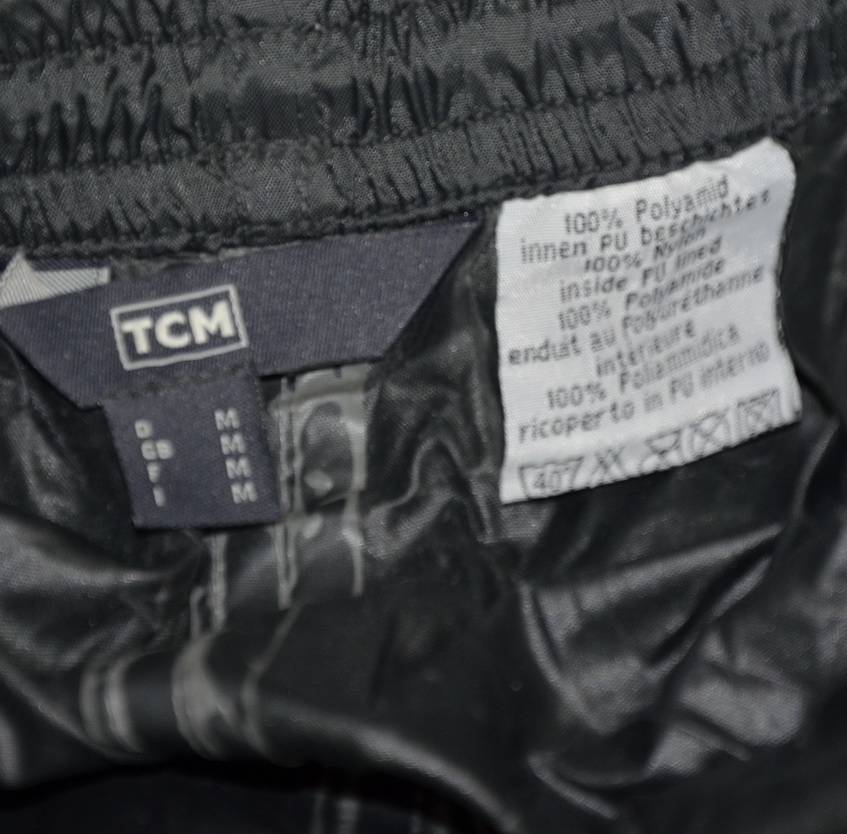 TCM
D M
GB M
F M
I M
100% Polyamid
innen PU beschichtet
100% Nylon
inside PU lined
100% Polyamide
enduit au Polyuréthanne
intérieure
100% Poliammidica
ricoperto in PU interno
40